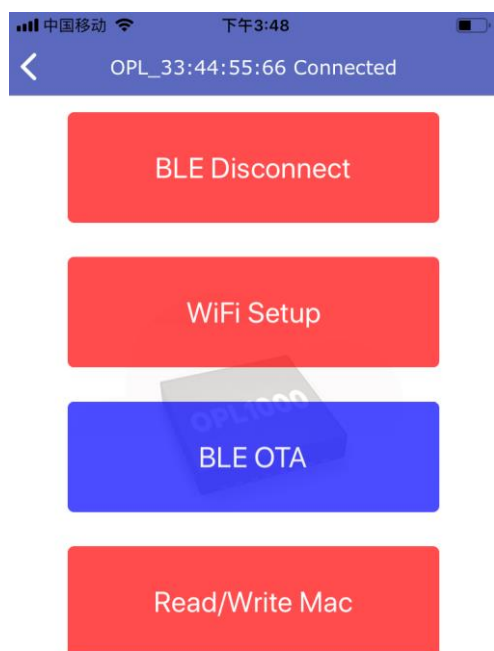 中国移动 下午3:48
OPL_33:44:55:66 Connected
BLE Disconnect
WiFi Setup
OPL1000
BLE OTA
Read/Write Mac